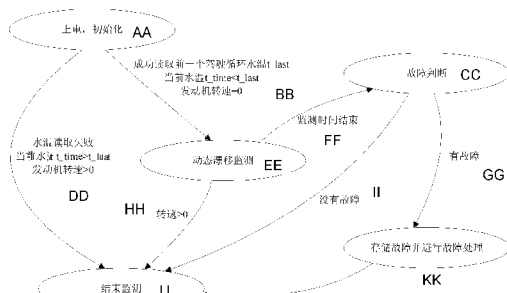 上电，初始化 AA
成功读取前一个驾驶循环水温t_last
当前水温t_time<t_last
发动机转速=0
BB
故障判断 CC
监测时间结束
FF
水温读取失败
当前水温t_time>t_last
发动机转速>0
DD
动态漂移监测 EE
有故障
GG
HH
转速>0
没有故障
II
存储故障并进行故障处理
KK
结束监测